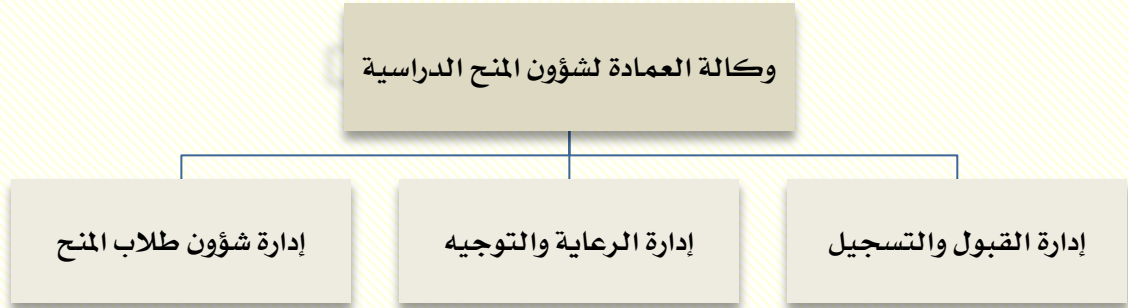 وكالة العمادة لشؤون المنح الدراسية
إدارة القبول والتسجيل
إدارة الرعاية والتوجيه
إدارة شؤون طلاب المنح